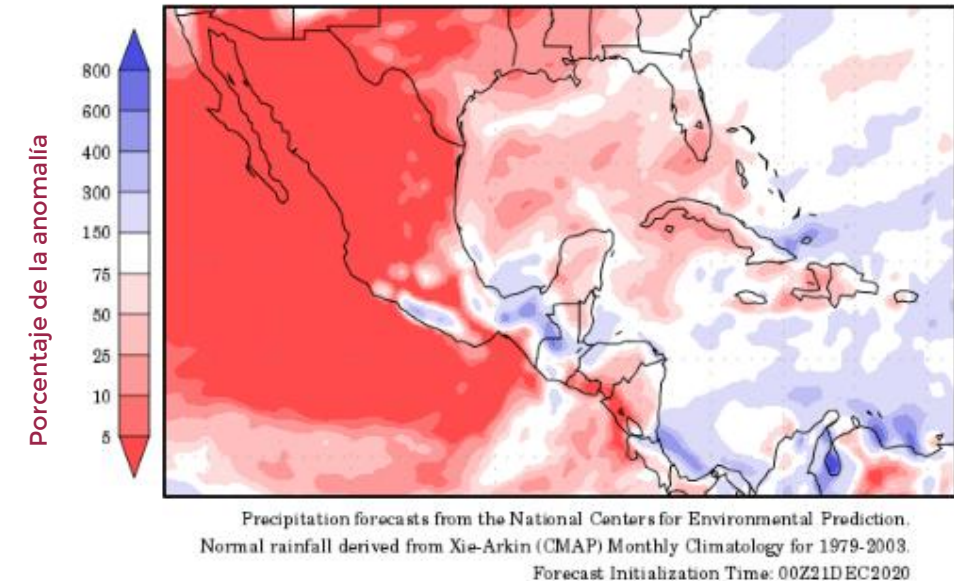 Porcentaje de la anomalía
800
600
400
300
150
75
50
25
10
5
Precipitation forecasts from the National Centers for Environmental Prediction.
Normal rainfall derived from Xie-Arkin (CMAP) Monthly Climatology for 1979-2003.
Forecast Initialization Time: 00Z21DEC2020